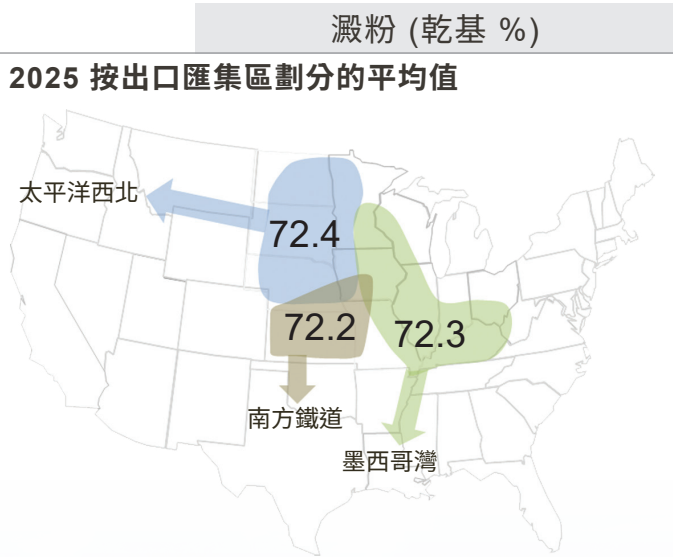 澱粉 (乾基 %)
2025 按出口匯集區劃分的平均值
太平洋西北
72.4
72.2
72.3
南方鐵道
墨西哥灣